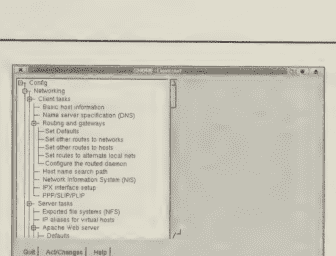 Config
Networking
Client tasks
Basic host information
Name server specification (DNS)
Routing and gateways
Set Defaults
Set other routes to networks
Set other routes to hosts
Set routes to alternate local nets
Configure the routed daemon
Host name search path
Network Information System (NIS)
IPX interface setup
PPP/SLIP/PLIP
Server tasks
Exported file systems (NFS)
IP aliases for virtual hosts
Apache Web server
Defaults
Quit Act/Changes Help